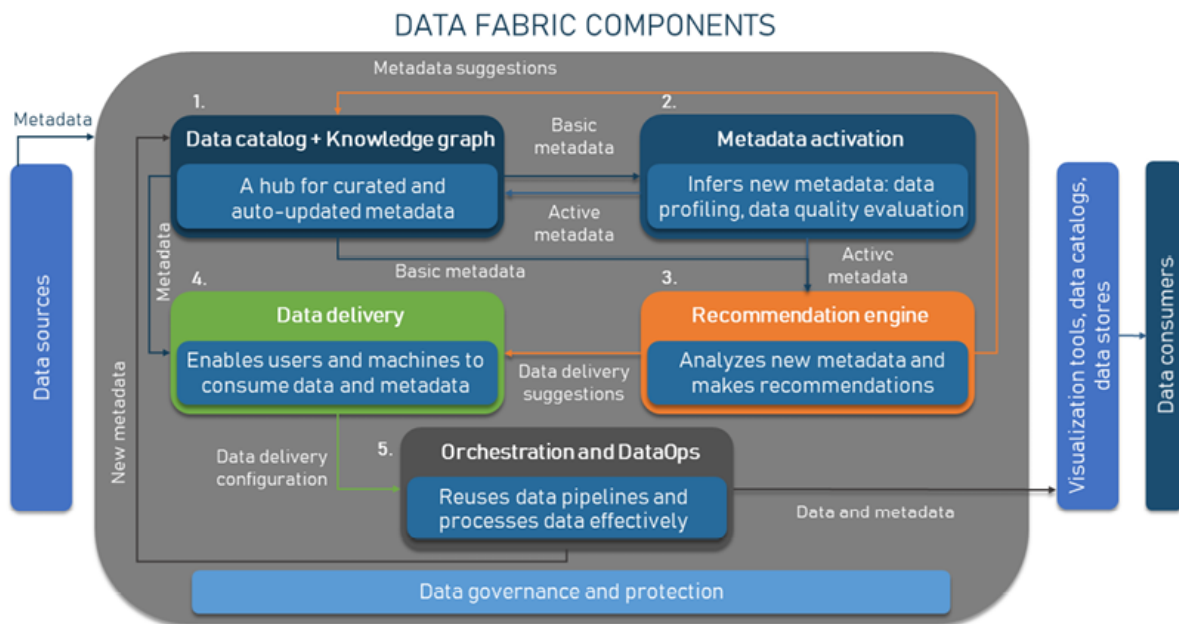 DATA FABRIC COMPONENTS
Metadata suggestions
Metadata
1.
Data catalog + Knowledge graph
A hub for curated and
auto-updated metadata
Basic
metadata
Active
metadata
2.
Metadata activation
Infers new metadata: data
profiling, data quality evaluation
Metadata
Basic metadata
Active
metadata
4.
Data delivery
Enables users and machines to
consume data and metadata
Data delivery
suggestions
3.
Recommendation engine
Analyzes new metadata and
makes recommendations
Data sources
New metadata
Data delivery
configuration
5.
Orchestration and DataOps
Reuses data pipelines and
processes data effectively
Data and metadata
Visualization tools, data catalogs,
data stores
Data consumers
Data governance and protection